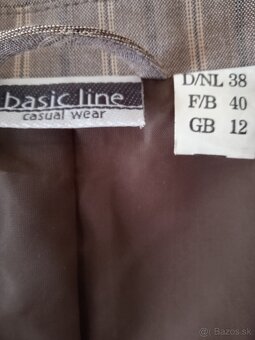 basic line
casual wear
D/NL 38
F/B 40
GB 12
Bazos.sk